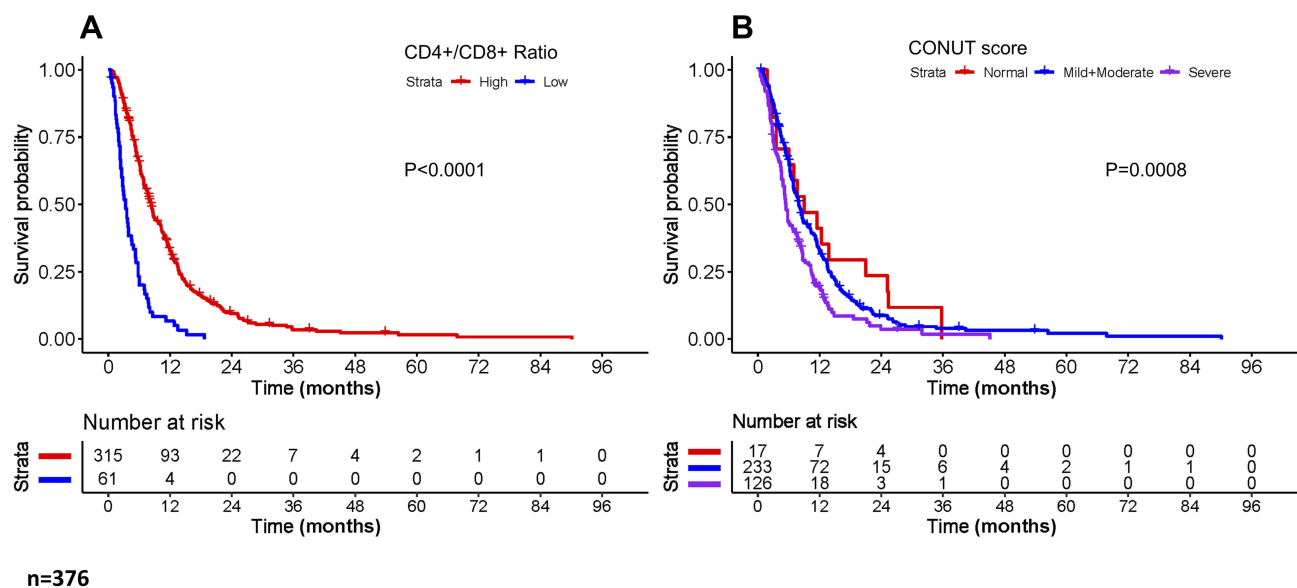 A
CD4+/CD8+ Ratio
Strata High Low
P<0.0001
Survival probability
1.00
0.75
0.50
0.25
0.00
0 12 24 36 48 60 72 84 96
Time (months)
Number at risk
Strata
315 93 22 7 4 2 1 1 0
61 4 0 0 0 0 0 0 0
0 12 24 36 48 60 72 84 96
Time (months)
B
CONUT score
Strata Normal Mild+Moderate Severe
P=0.0008
Survival probability
1.00
0.75
0.50
0.25
0.00
0 12 24 36 48 60 72 84 96
Time (months)
Number at risk
Strata
17 7 4 0 0 0 0 0 0
233 72 15 6 4 2 1 1 0
126 18 3 1 0 0 0 0 0
0 12 24 36 48 60 72 84 96
Time (months)
n=376